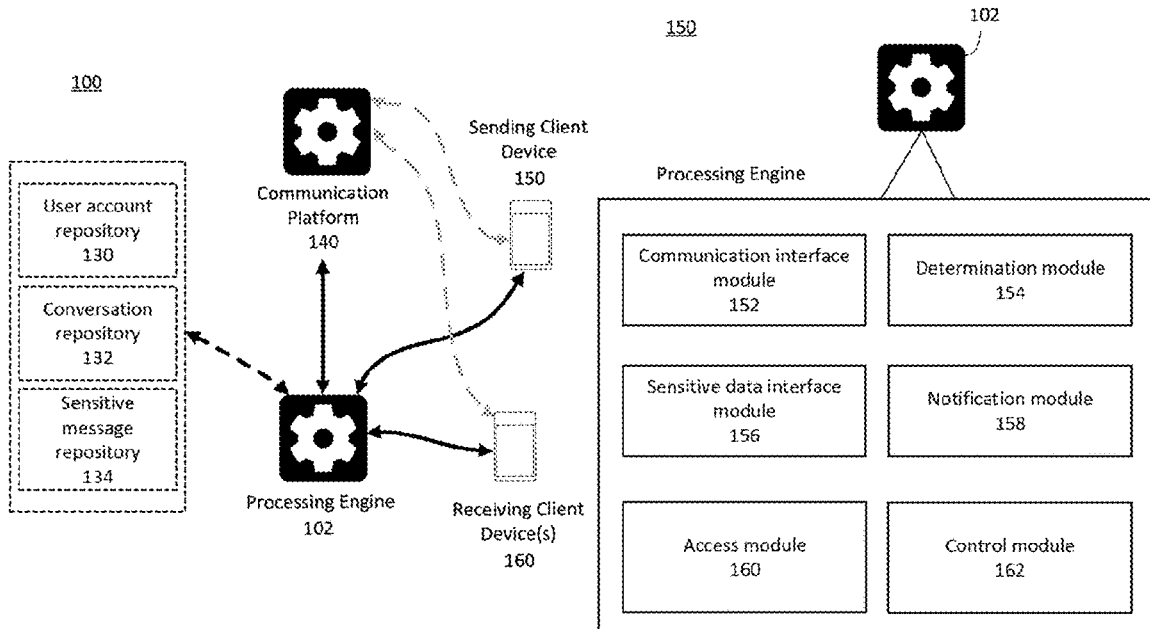 100
User account
repository
130
Conversation
repository
132
Sensitive
message
repository
134
Communication
Platform
140
Sending Client
Device
150
Processing Engine
102
Receiving Client
Device(s)
160
150
102
Processing Engine
Communication interface
module
152
Determination module
154
Sensitive data interface
module
156
Notification module
158
Access module
160
Control module
162